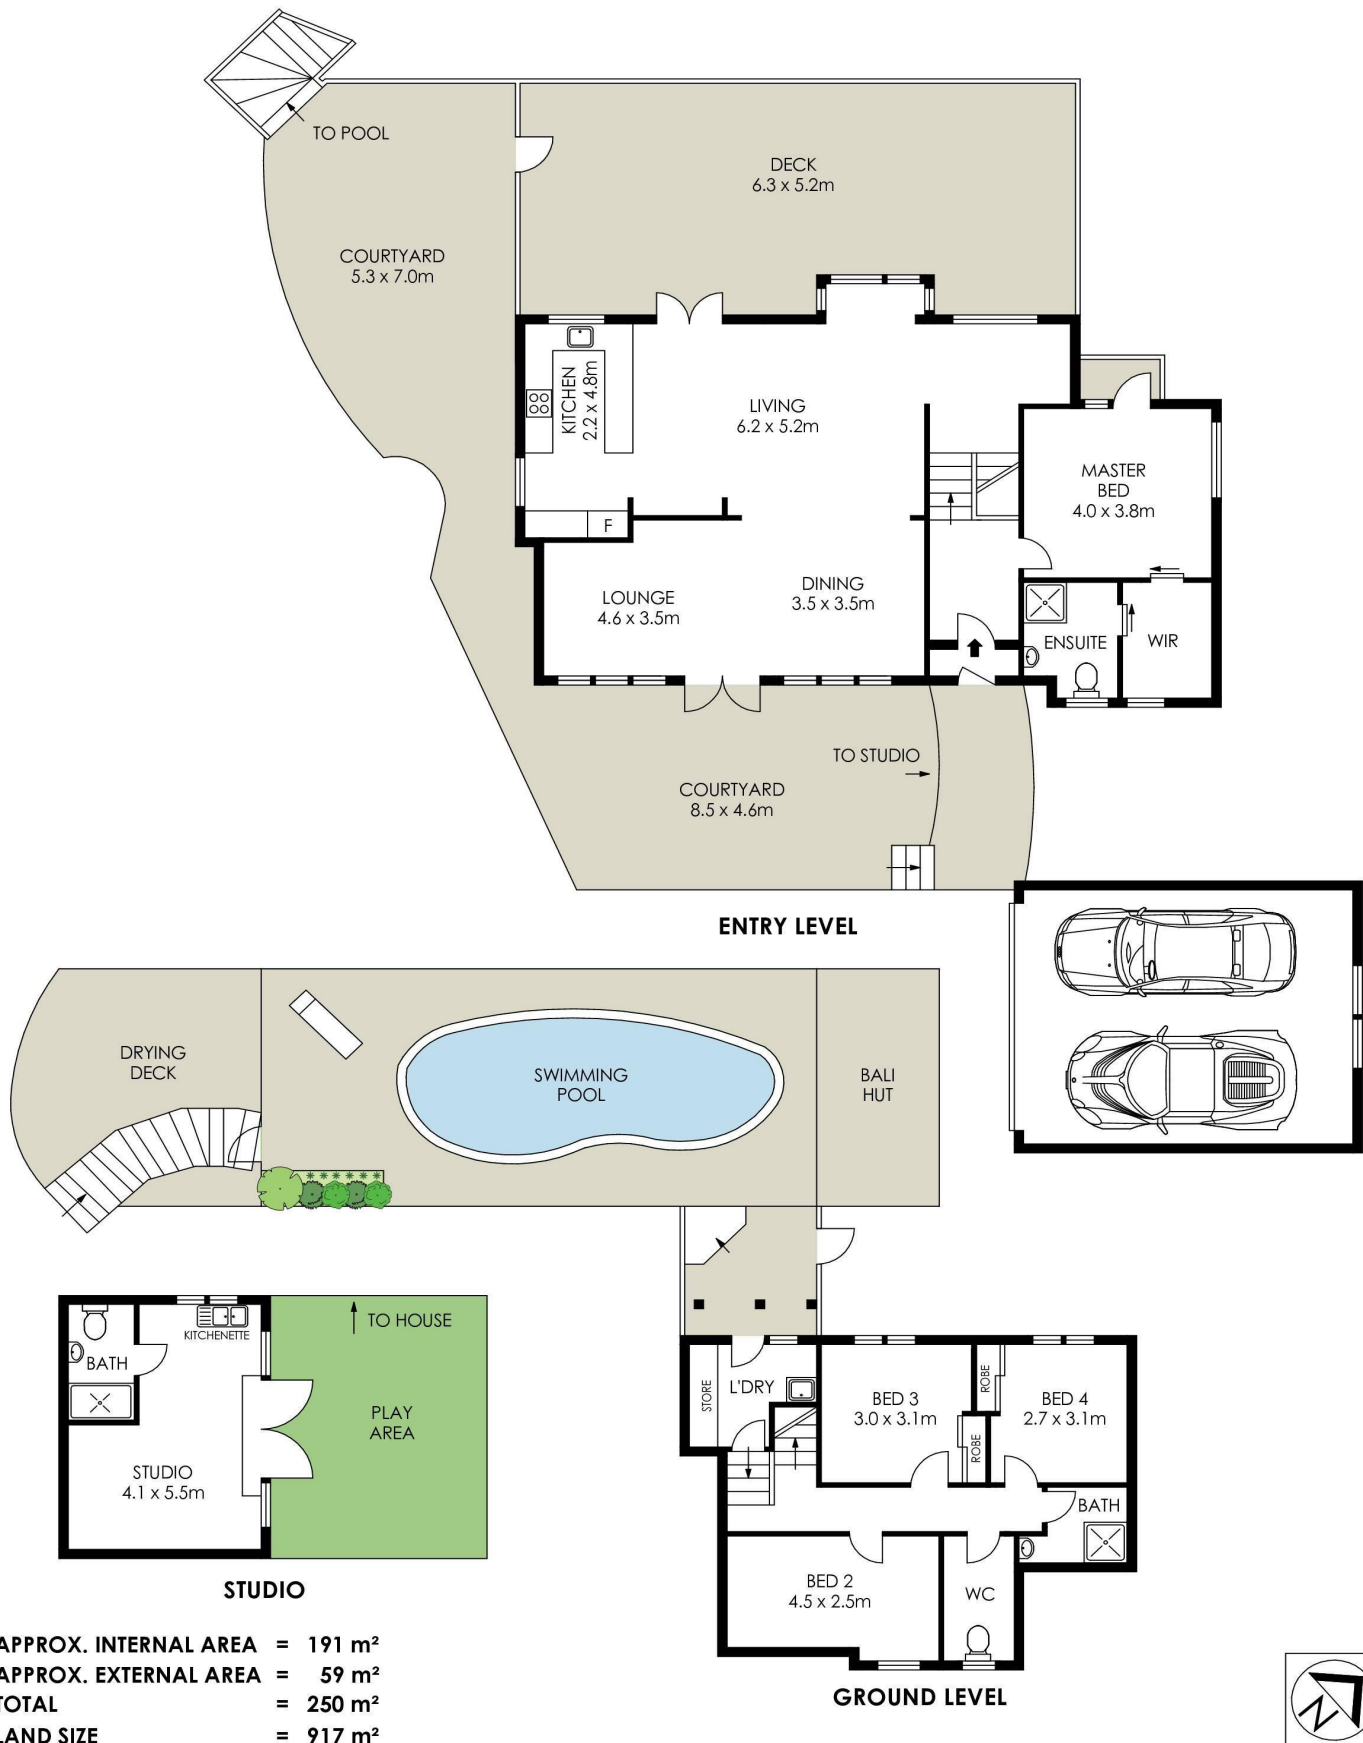 TO POOL
DECK
6.3 x 5.2m
COURTYARD
5.3 x 7.0m
KITCHEN
2.2 x 4.8m
LIVING
6.2 x 5.2m
MASTER
BED
4.0 x 3.8m
F
LOUNGE
4.6 x 3.5m
DINING
3.5 x 3.5m
ENSUITE
WIR
TO STUDIO
COURTYARD
8.5 x 4.6m
ENTRY LEVEL
DRYING
DECK
SWIMMING
POOL
BALI
HUT
KITCHENETTE
BATH
TO HOUSE
PLAY
AREA
STUDIO
4.1 x 5.5m
STUDIO
STORE
L'DRY
BED 3
3.0 x 3.1m
ROBE
ROBE
BED 4
2.7 x 3.1m
BATH
BED 2
4.5 x 2.5m
WC
GROUND LEVEL
APPROX. INTERNAL AREA = 191 m²
APPROX. EXTERNAL AREA = 59 m²
TOTAL = 250 m²
LAND SIZE = 917 m²
N